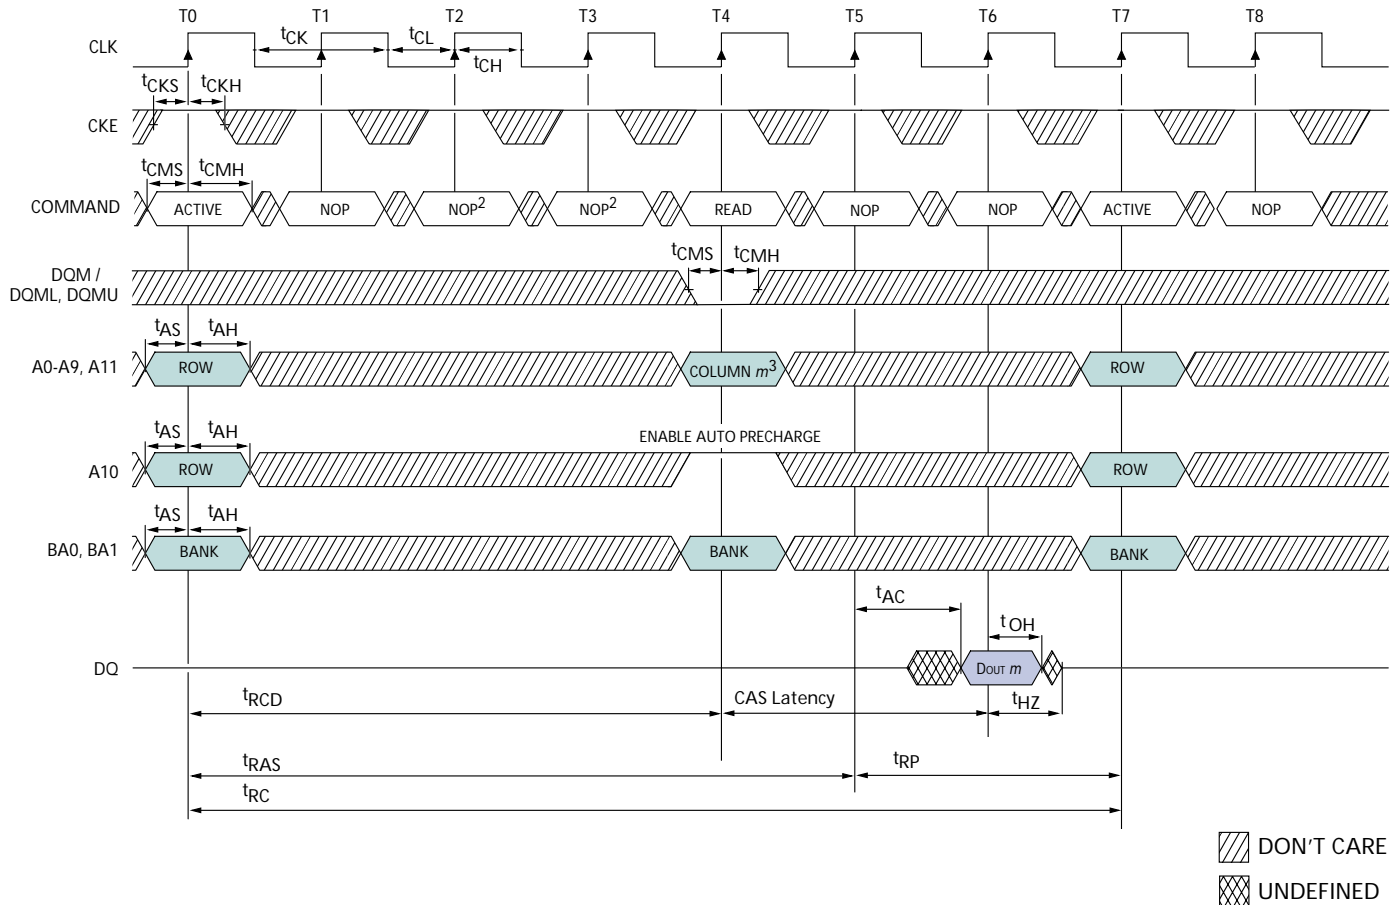 T0 T1 T2 T3 T4 T5 T6 T7 T8
CLK
tCK tCL
tCH
tCKS tCKH
CKE
tCMS tCMH
COMMAND ACTIVE NOP NOP2 NOP2 READ NOP NOP ACTIVE NOP
tCMS tCMH
DQM /
DQML, DQMU
tAS tAH
A0-A9, A11 ROW COLUMN m3 ROW
tAS tAH ENABLE AUTO PRECHARGE
A10 ROW ROW
tAS tAH
BA0, BA1 BANK BANK BANK
tAC
tOH
DQ DOUT m
tRCD CAS Latency tHZ
tRAS tRP
tRC
DON'T CARE
UNDEFINED